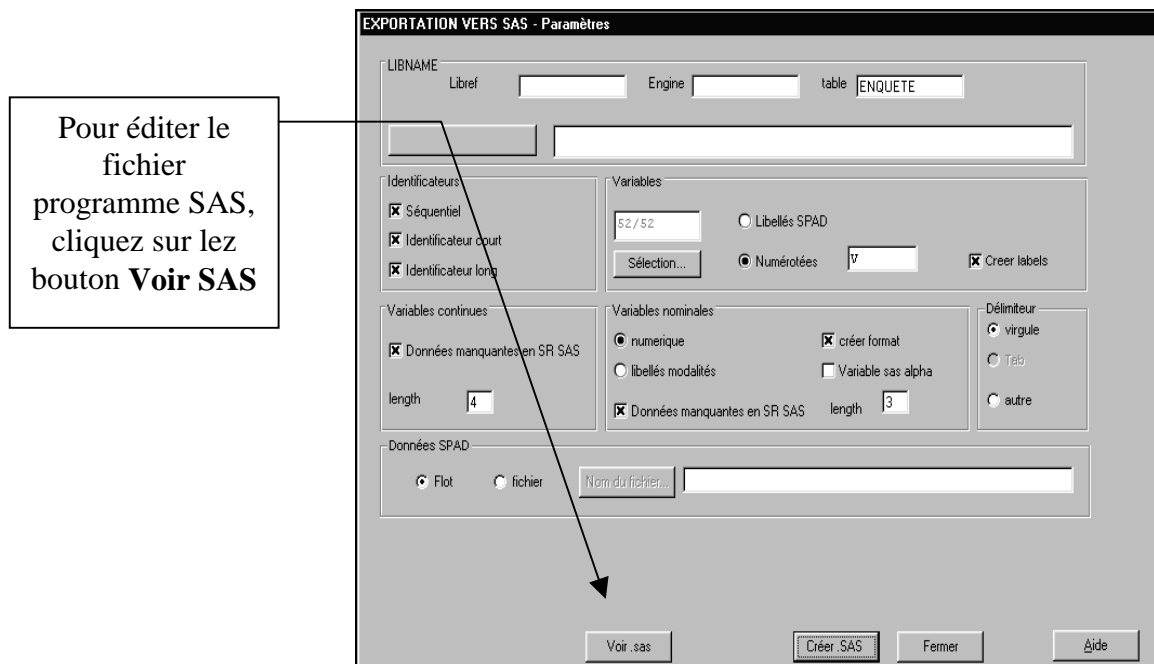 EXPORTATION VERS SAS - Paramètres
LIBNAME
Libref Engine table ENQUETE
Pour éditer le
fichier
programme SAS,
cliquez sur lez
bouton Voir SAS
Identificateurs
Séquentiel
Identificateur court
Identificateur long
Variables
52/52 Libellés SPAD
Sélection... Numérotées V Creer labels
Variables continues
Données manquantes en SR SAS
length 4
Variables nominales
numerique créer format
libellés modalités Variable sas alpha
Données manquantes en SR SAS length 3
Délimiteur
virgule
Tab
autre
Données SPAD
Flot fichier Nom du fichier...
Voir .sas Créer .SAS Fermer Aide